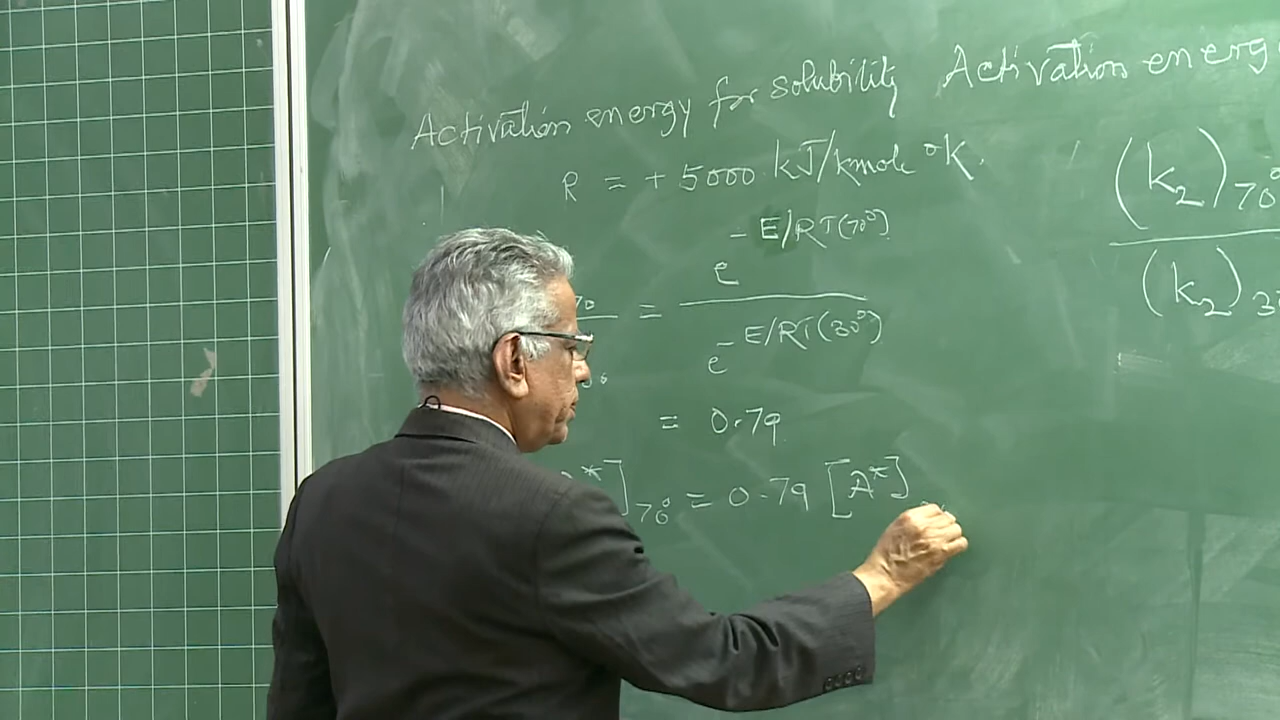 Activation energy for solubility
R = + 5000 kJ/kmole °K.
70 = e - E/RT(70°)
e - E/RT(30°)
= 0.79
*]70° = 0.79 [A*]
Activation energ
(k2)70°
(k2)3